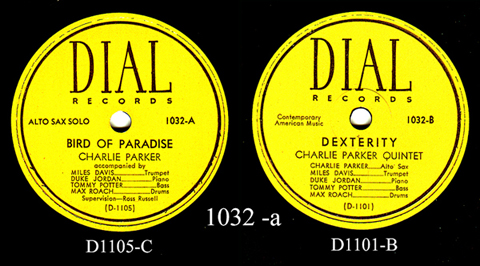 DIAL
RECORDS
ALTO SAX SOLO 1032-A
BIRD OF PARADISE
CHARLIE PARKER
accompanied by
MILES DAVIS........Trumpet
DUKE JORDAN........Piano
TOMMY POTTER........Bass
MAX ROACH........Drums
Supervision—Ross Russell
(D-1105)
DIAL
RECORDS
Contemporary
American Music 1032-B
DEXTERITY
CHARLIE PARKER QUINTET
CHARLIE PARKER....Alto Sax
MILES DAVIS........Trumpet
DUKE JORDAN........Piano
TOMMY POTTER........Bass
MAX ROACH........Drums
(D-1101)
1032 -a
D1105-C
D1101-B